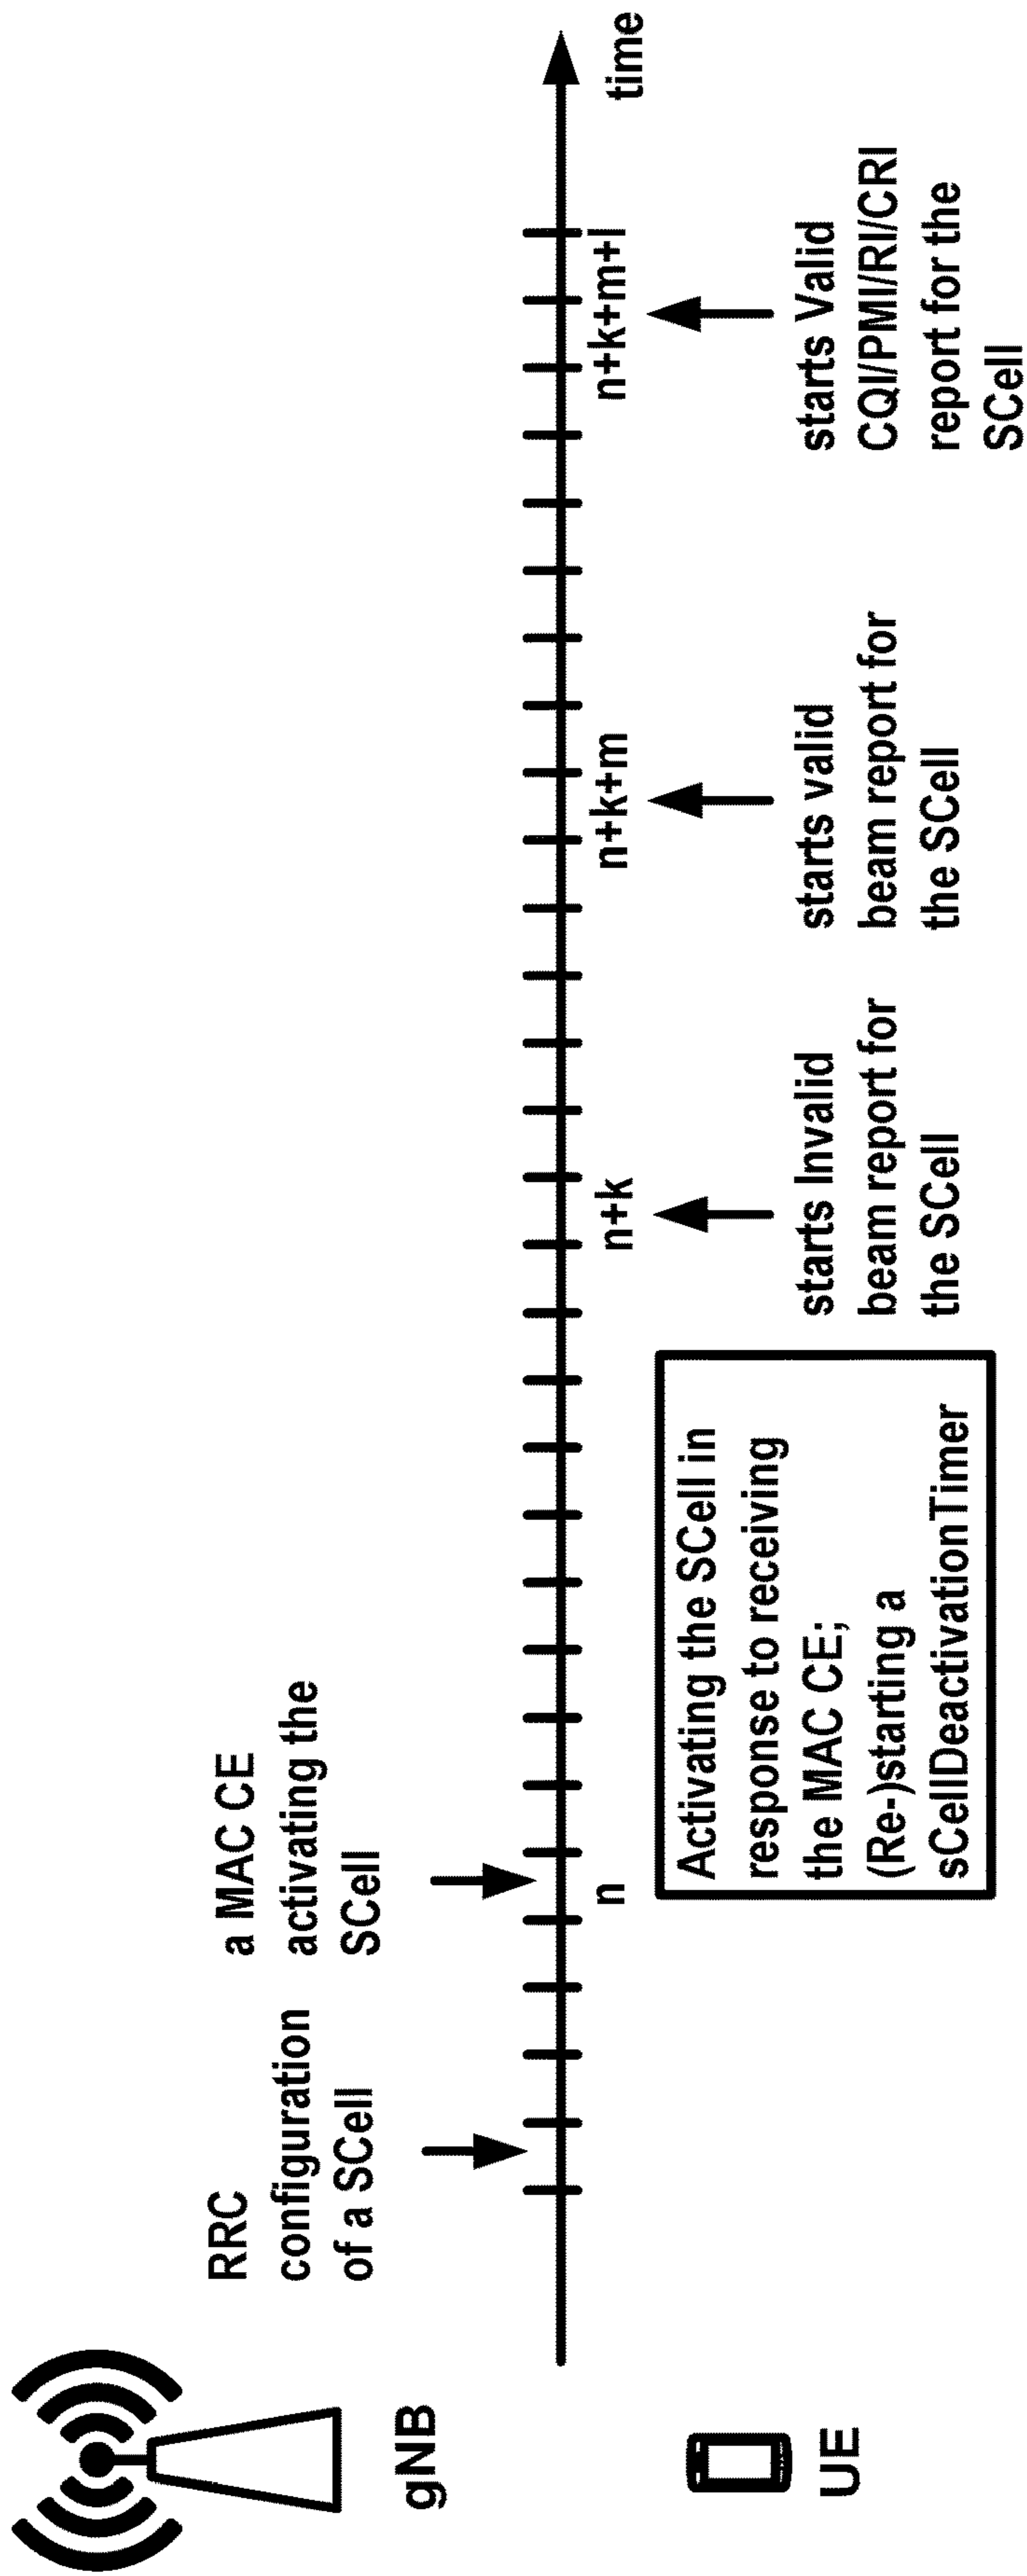 gNB
RRC
configuration
of a SCell
a MAC CE
activating the
SCell
n
n+k
n+k+m
n+k+m+l
time
UE
Activating the SCell in
response to receiving
the MAC CE;
(Re-)starting a
sCellDeactivationTimer
starts Invalid
beam report for
the SCell
starts valid
beam report for
the SCell
starts Valid
CQI/PMI/RI/CRI
report for the
SCell